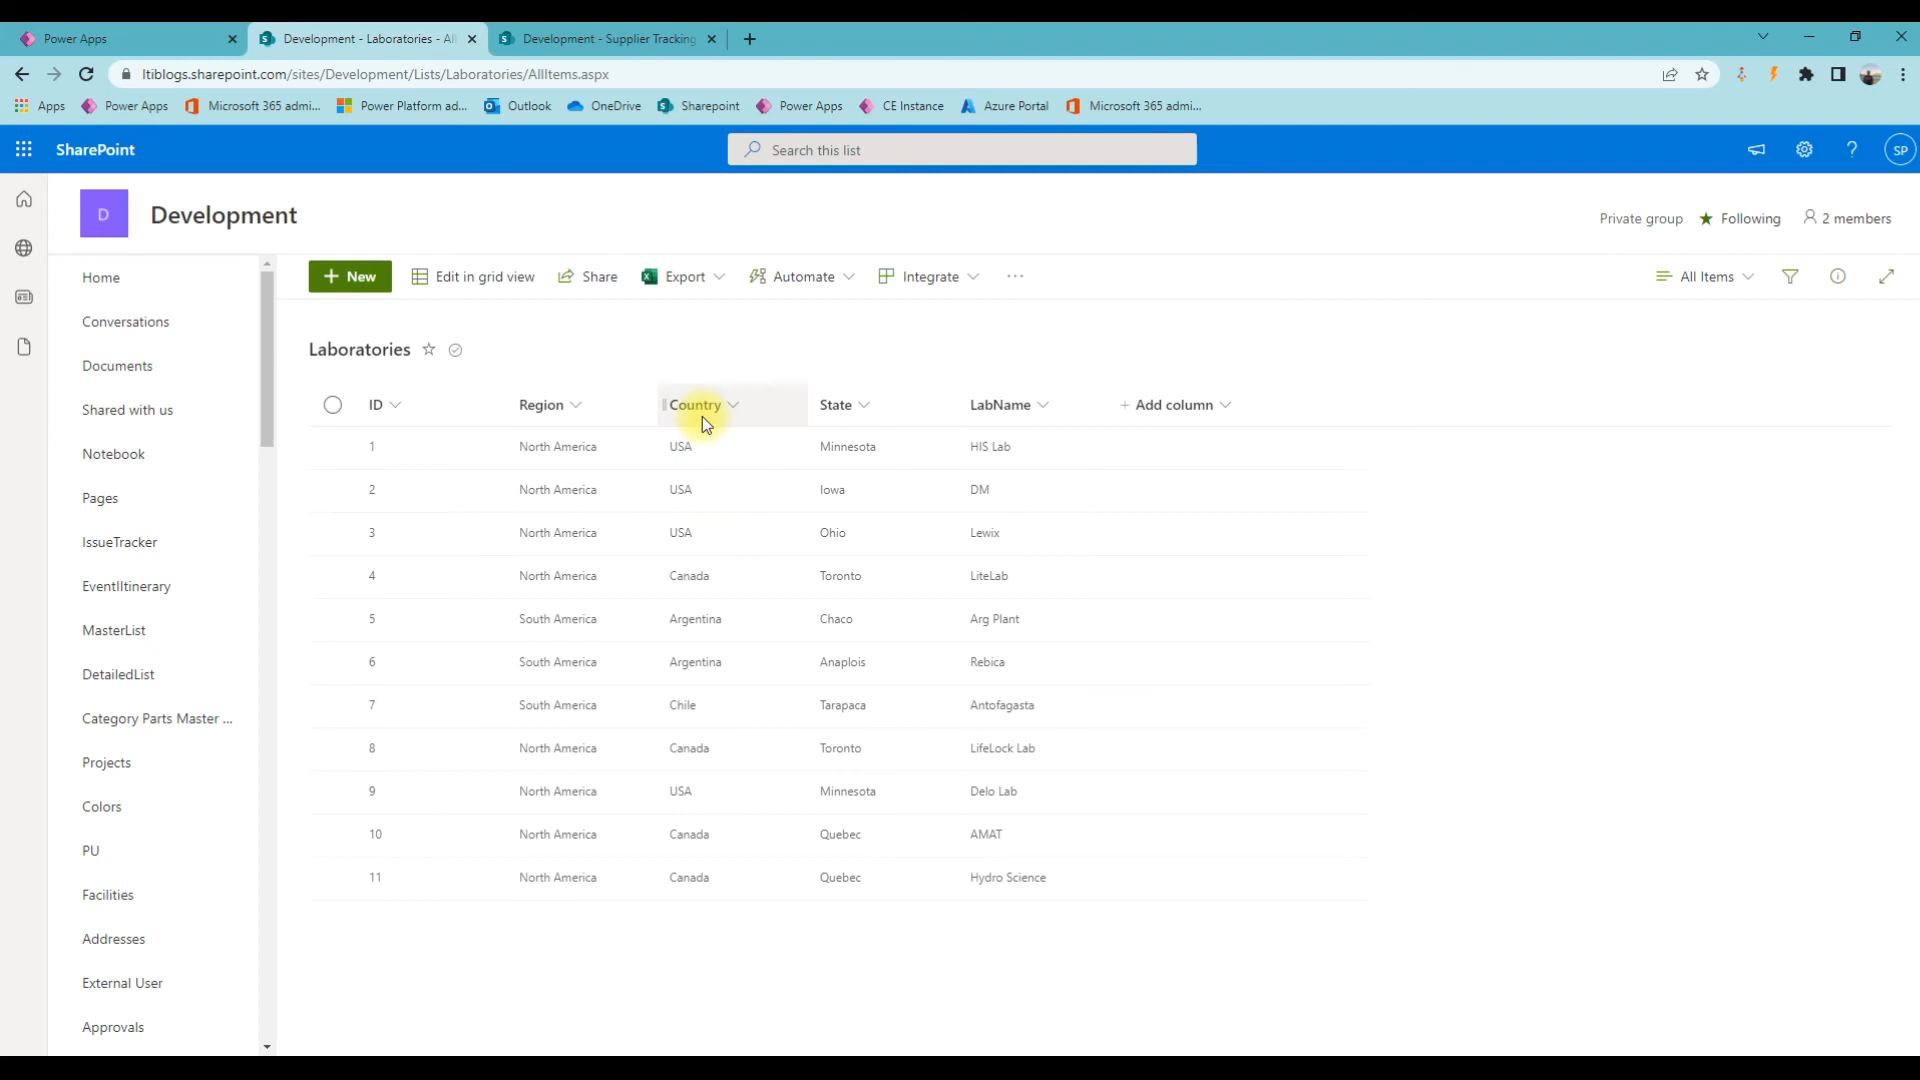 Power Apps
Development - Laboratories - All
Development - Supplier Tracking
ltiblogs.sharepoint.com/sites/Development/Lists/Laboratories/AllItems.aspx
Apps Power Apps Microsoft 365 admi... Power Platform ad... Outlook OneDrive Sharepoint Power Apps CE Instance Azure Portal Microsoft 365 admi...
SharePoint Search this list SP
D Development Private group Following 2 members
Home
Conversations
Documents
Shared with us
Notebook
Pages
IssueTracker
EventIItinerary
MasterList
DetailedList
Category Parts Master ...
Projects
Colors
PU
Facilities
Addresses
External User
Approvals
+ New Edit in grid view Share Export Automate Integrate ... All Items
Laboratories
ID Region Country State LabName + Add column
1 North America USA Minnesota HIS Lab
2 North America USA Iowa DM
3 North America USA Ohio Lewix
4 North America Canada Toronto LiteLab
5 South America Argentina Chaco Arg Plant
6 South America Argentina Anaplois Rebica
7 South America Chile Tarapaca Antofagasta
8 North America Canada Toronto LifeLock Lab
9 North America USA Minnesota Delo Lab
10 North America Canada Quebec AMAT
11 North America Canada Quebec Hydro Science